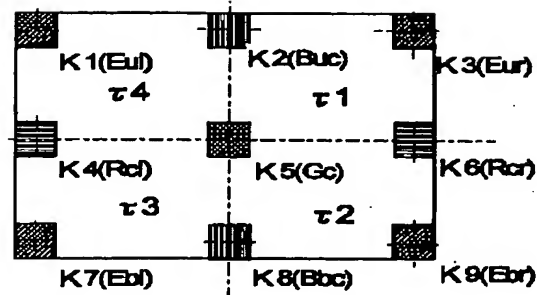 K1(Eul) K2(Buc) K3(Eur)
τ4 τ1
K4(Rcl) K5(Gc) K6(Rcr)
τ3 τ2
K7(Ebl) K8(Bbc) K9(Ebr)